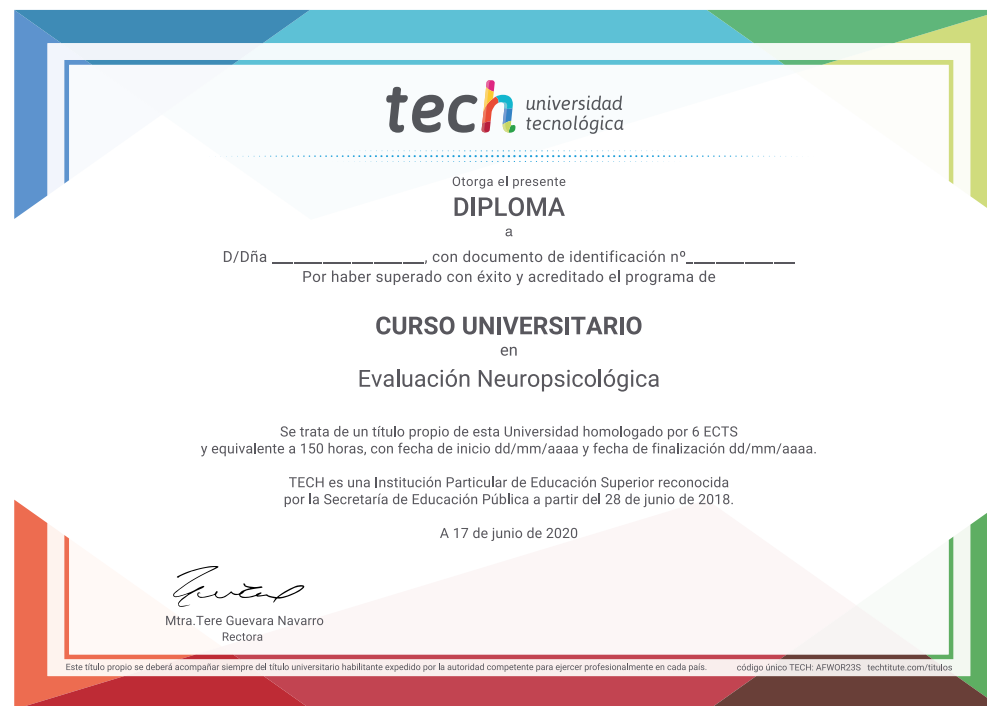 tech universidad
tecnológica
Otorga el presente
DIPLOMA
a
D/Dña ____________________, con documento de identificación nº______________
Por haber superado con éxito y acreditado el programa de
CURSO UNIVERSITARIO
en
Evaluación Neuropsicológica
Se trata de un título propio de esta Universidad homologado por 6 ECTS
y equivalente a 150 horas, con fecha de inicio dd/mm/aaaa y fecha de finalización dd/mm/aaaa.
TECH es una Institución Particular de Educación Superior reconocida
por la Secretaría de Educación Pública a partir del 28 de junio de 2018.
A 17 de junio de 2020
Mtra.Tere Guevara Navarro
Rectora
Este título propio se deberá acompañar siempre del título universitario habilitante expedido por la autoridad competente para ejercer profesionalmente en cada país. código único TECH: AFWOR23S techtitute.com/titulos